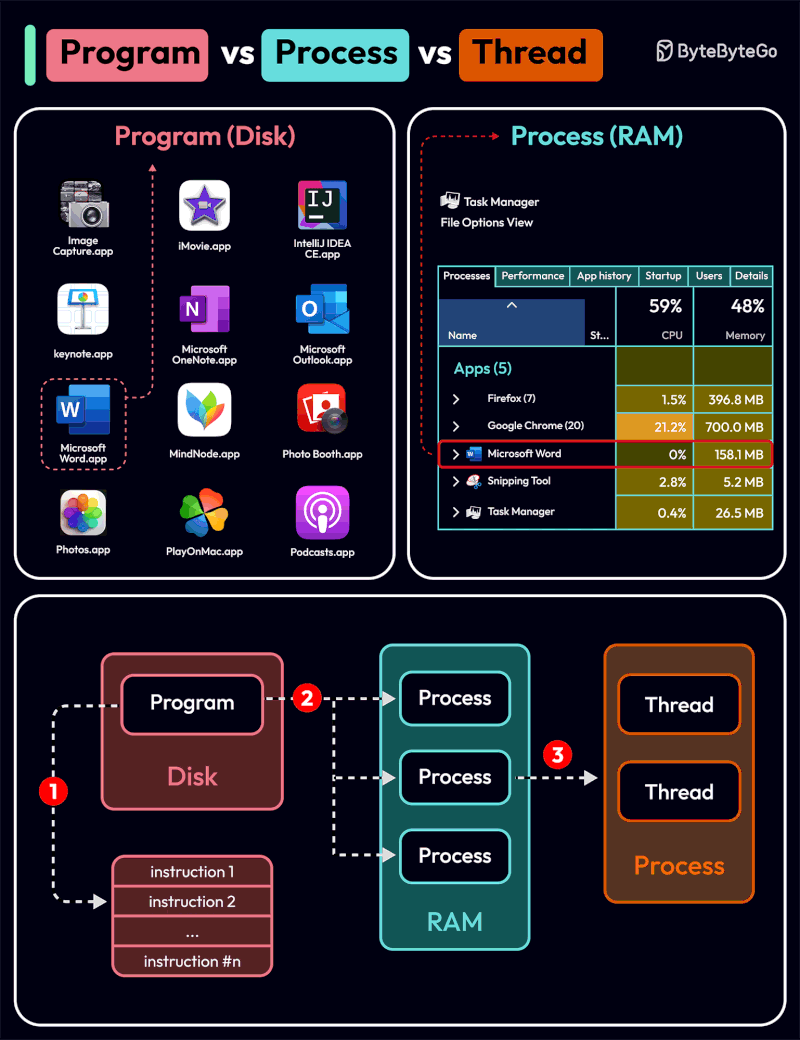 Program vs Process vs Thread
ByteByteGo
Program (Disk)
Image
Capture.app
iMovie.app
IJ
IntelliJ IDEA
CE.app
keynote.app
N
Microsoft
OneNote.app
O
Microsoft
Outlook.app
W
Microsoft
Word.app
MindNode.app
Photo Booth.app
Photos.app
PlayOnMac.app
Podcasts.app
Process (RAM)
Task Manager
File Options View
Processes Performance App history Startup Users Details
59% 48%
Name St... CPU Memory
Apps (5)
Firefox (7) 1.5% 396.8 MB
Google Chrome (20) 21.2% 700.0 MB
W Microsoft Word 0% 158.1 MB
Snipping Tool 2.8% 5.2 MB
Task Manager 0.4% 26.5 MB
Program
Disk
1
instruction 1
instruction 2
...
instruction #n
2
Process
Process
Process
RAM
3
Thread
Thread
Process